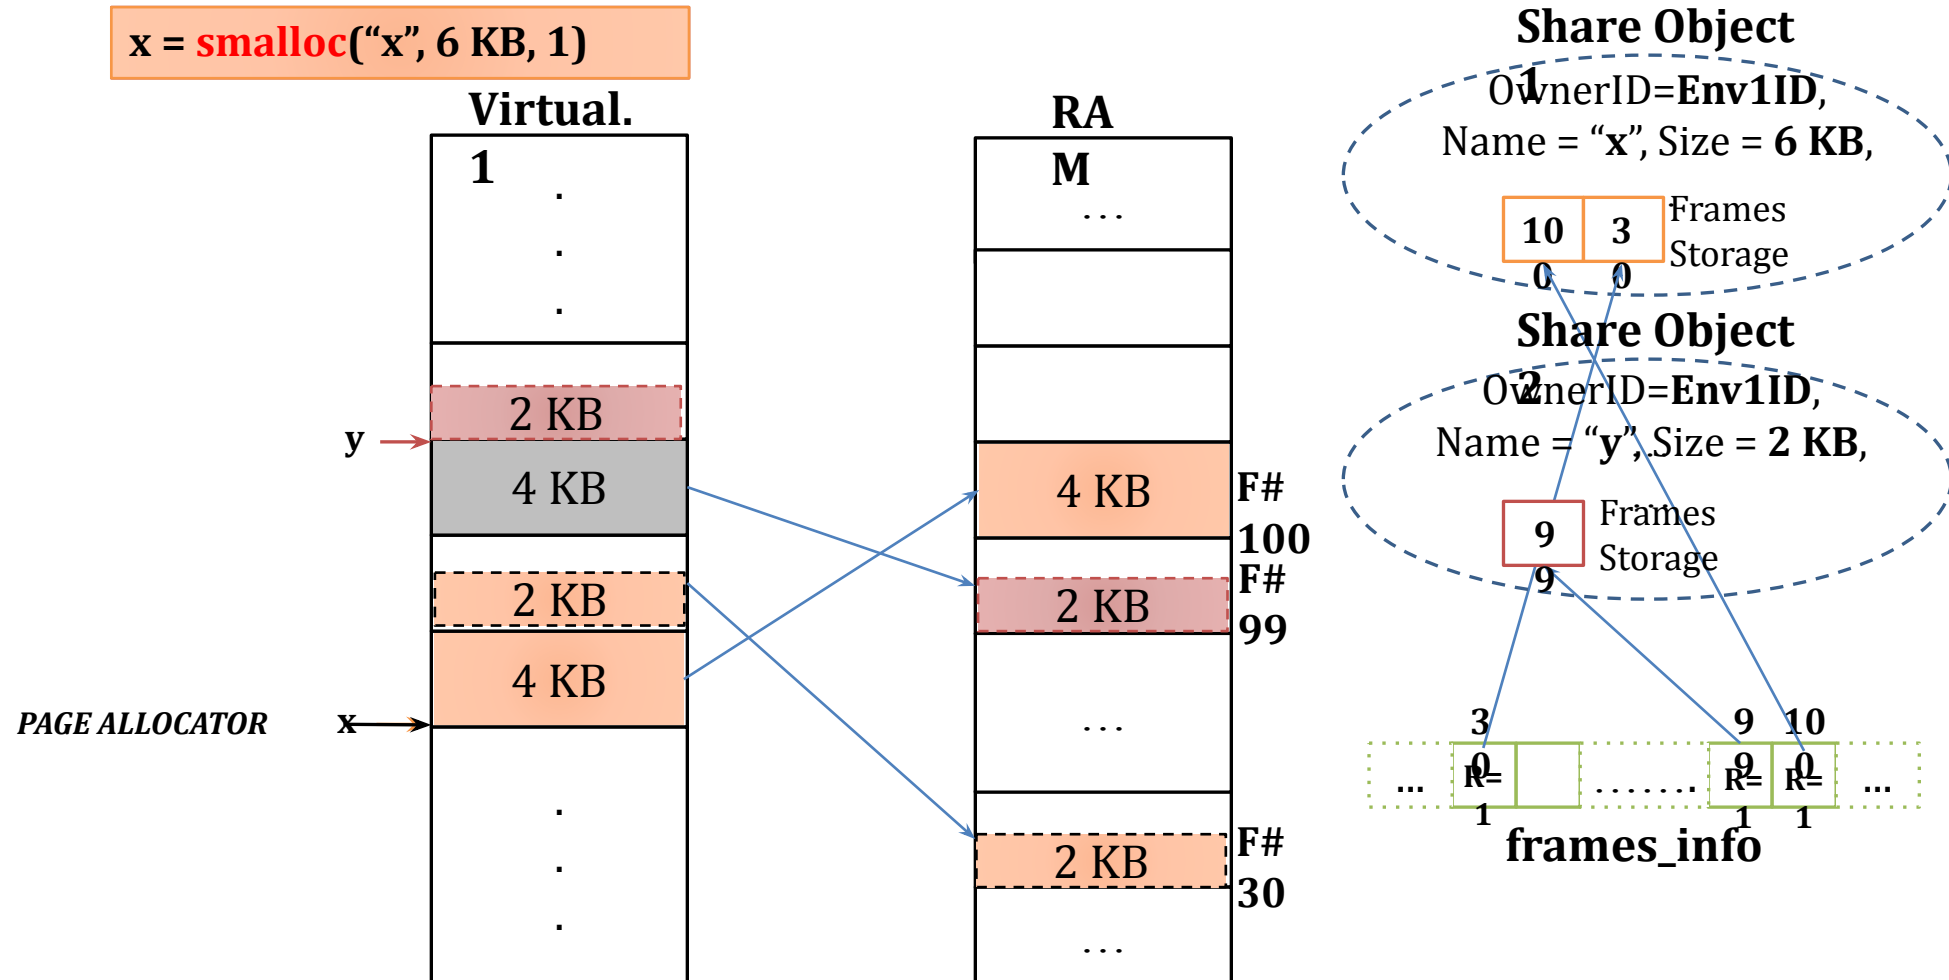 x = smalloc(“x”, 6 KB, 1)
Virtual.
1
.
.
.
2 KB
y
4 KB
2 KB
4 KB
PAGE ALLOCATOR
x
.
.
.
RA
M
...
4 KB
F#
100
F#
2 KB
99
...
F#
2 KB
30
...
Share Object
1
OwnerID=Env1ID,
Name = “x”, Size = 6 KB,
...
10
0
3
0
Frames
Storage
Share Object
2
OwnerID=Env1ID,
Name = “y”, Size = 2 KB,
...
9
9
Frames
Storage
3
0
9
9
10
0
...
R=
1
.......
R=
1
R=
1
...
frames_info